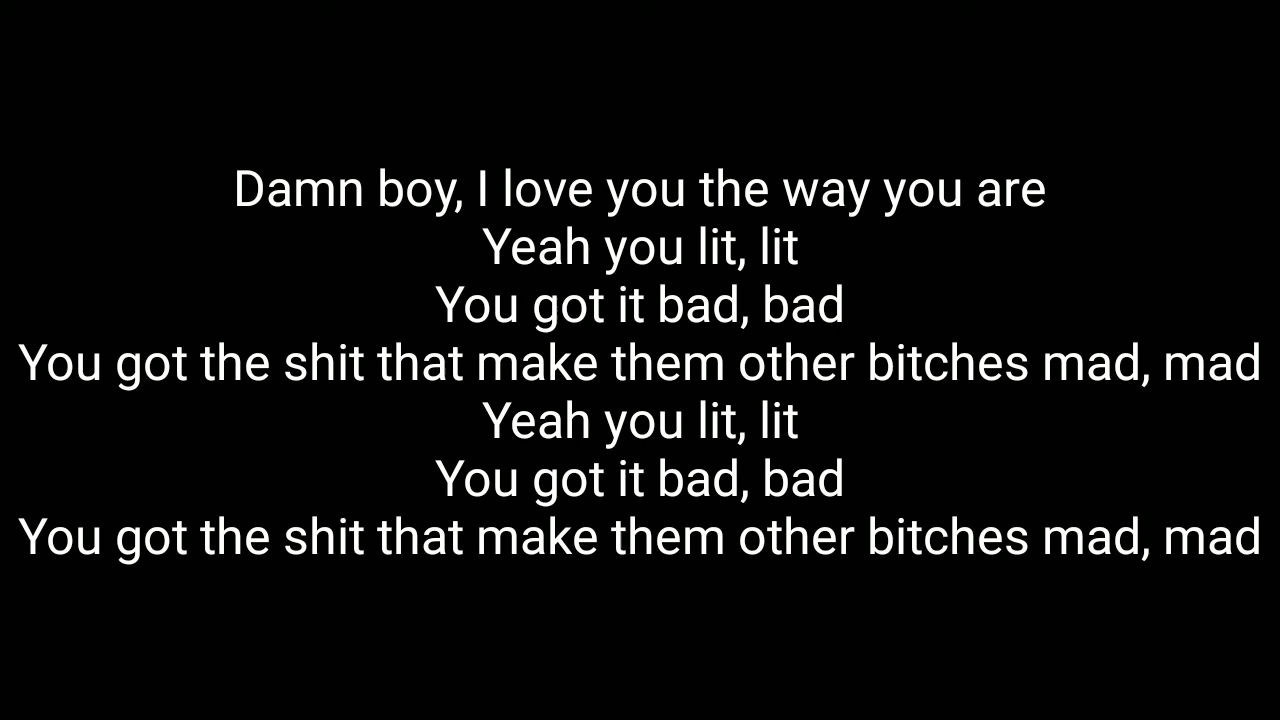 Damn boy, I love you the way you are
Yeah you lit, lit
You got it bad, bad
You got the shit that make them other bitches mad, mad
Yeah you lit, lit
You got it bad, bad
You got the shit that make them other bitches mad, mad